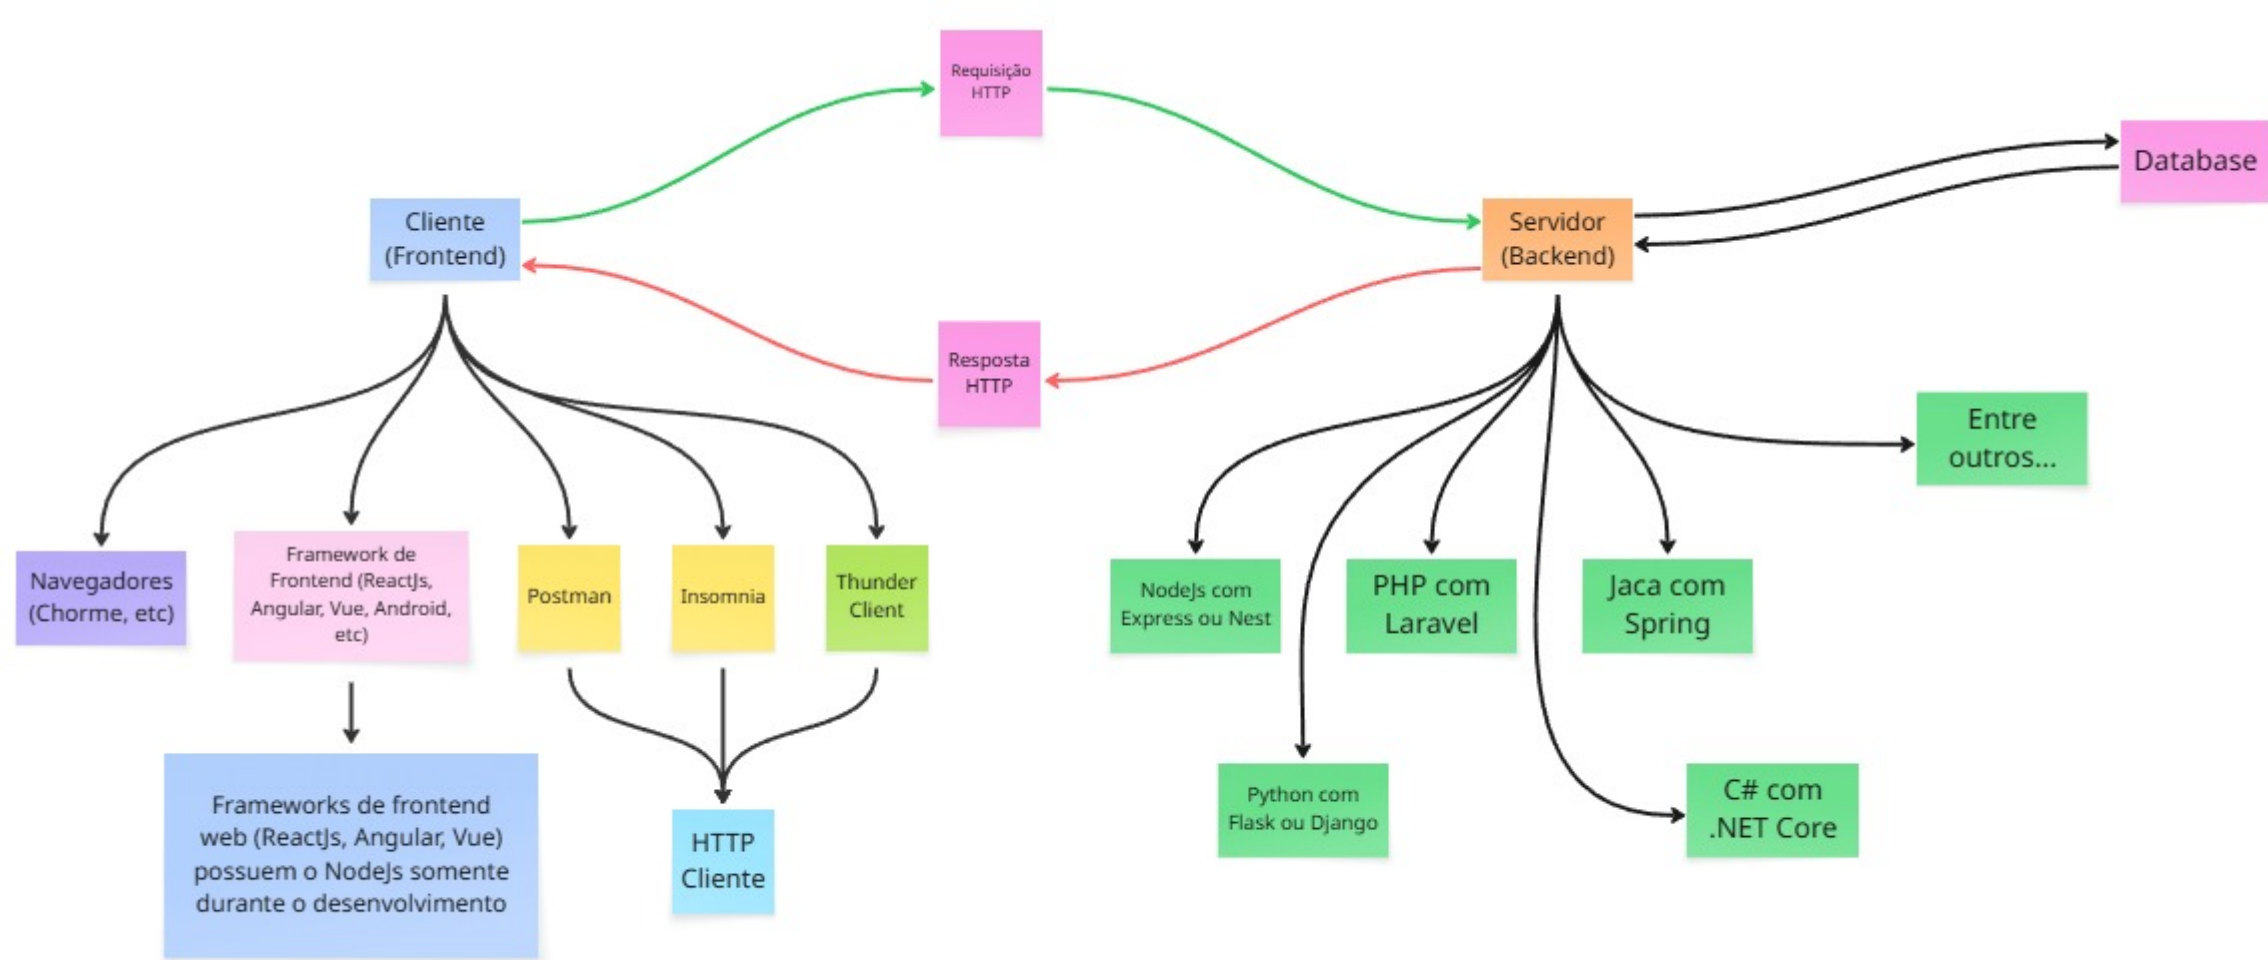 Requisição
HTTP
Database
Cliente
(Frontend)
Servidor
(Backend)
Resposta
HTTP
Entre
outros...
Navegadores
(Chorme, etc)
Framework de
Frontend (ReactJs,
Angular, Vue, Android,
etc)
Postman
Insomnia
Thunder
Client
NodeJs com
Express ou Nest
PHP com
Laravel
Jaca com
Spring
Frameworks de frontend
web (ReactJs, Angular, Vue)
possuem o NodeJs somente
durante o desenvolvimento
HTTP
Cliente
Python com
Flask ou Django
C# com
.NET Core